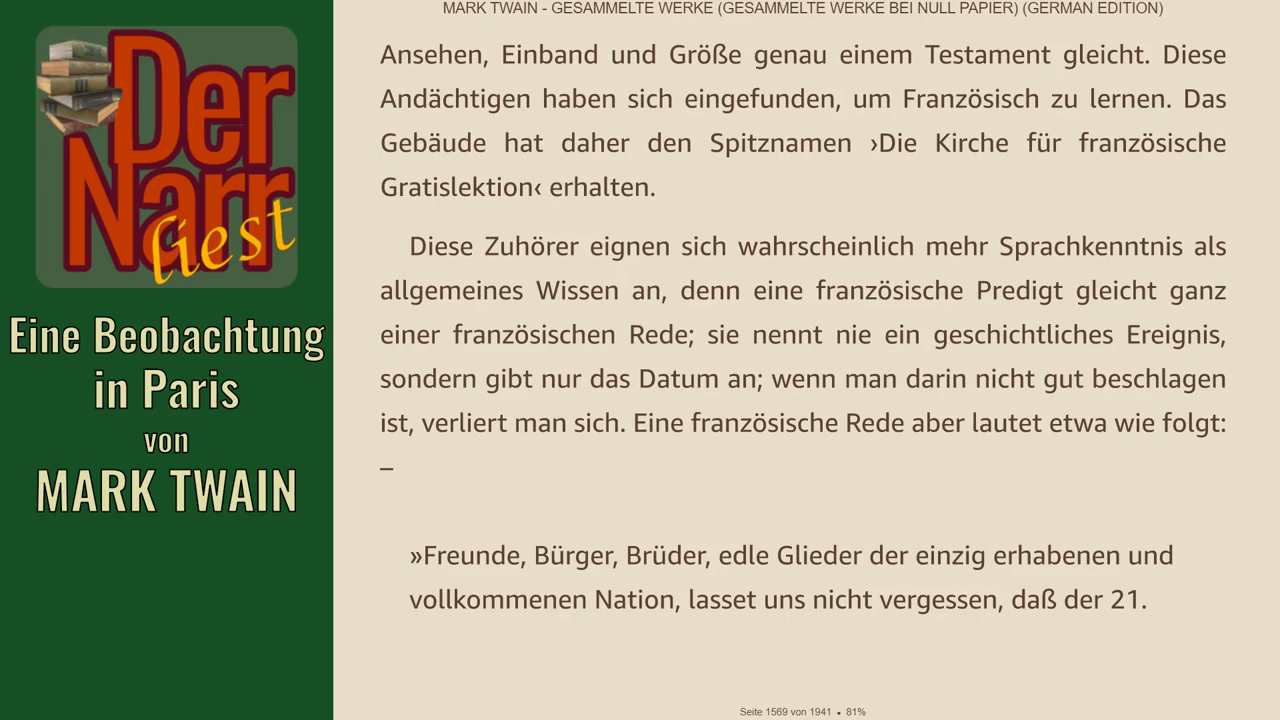 Der
Narr
liest
Eine Beobachtung
in Paris
von
MARK TWAIN
MARK TWAIN - GESAMMELTE WERKE (GESAMMELTE WERKE BEI NULL PAPIER) (GERMAN EDITION)
Ansehen, Einband und Größe genau einem Testament gleicht. Diese
Andächtigen haben sich eingefunden, um Französisch zu lernen. Das
Gebäude hat daher den Spitznamen ›Die Kirche für französische
Gratislektion‹ erhalten.
Diese Zuhörer eignen sich wahrscheinlich mehr Sprachkenntnis als
allgemeines Wissen an, denn eine französische Predigt gleicht ganz
einer französischen Rede; sie nennt nie ein geschichtliches Ereignis,
sondern gibt nur das Datum an; wenn man darin nicht gut beschlagen
ist, verliert man sich. Eine französische Rede aber lautet etwa wie folgt:
–
»Freunde, Bürger, Brüder, edle Glieder der einzig erhabenen und
vollkommenen Nation, lasset uns nicht vergessen, daß der 21.
Seite 1569 von 1941 • 81%